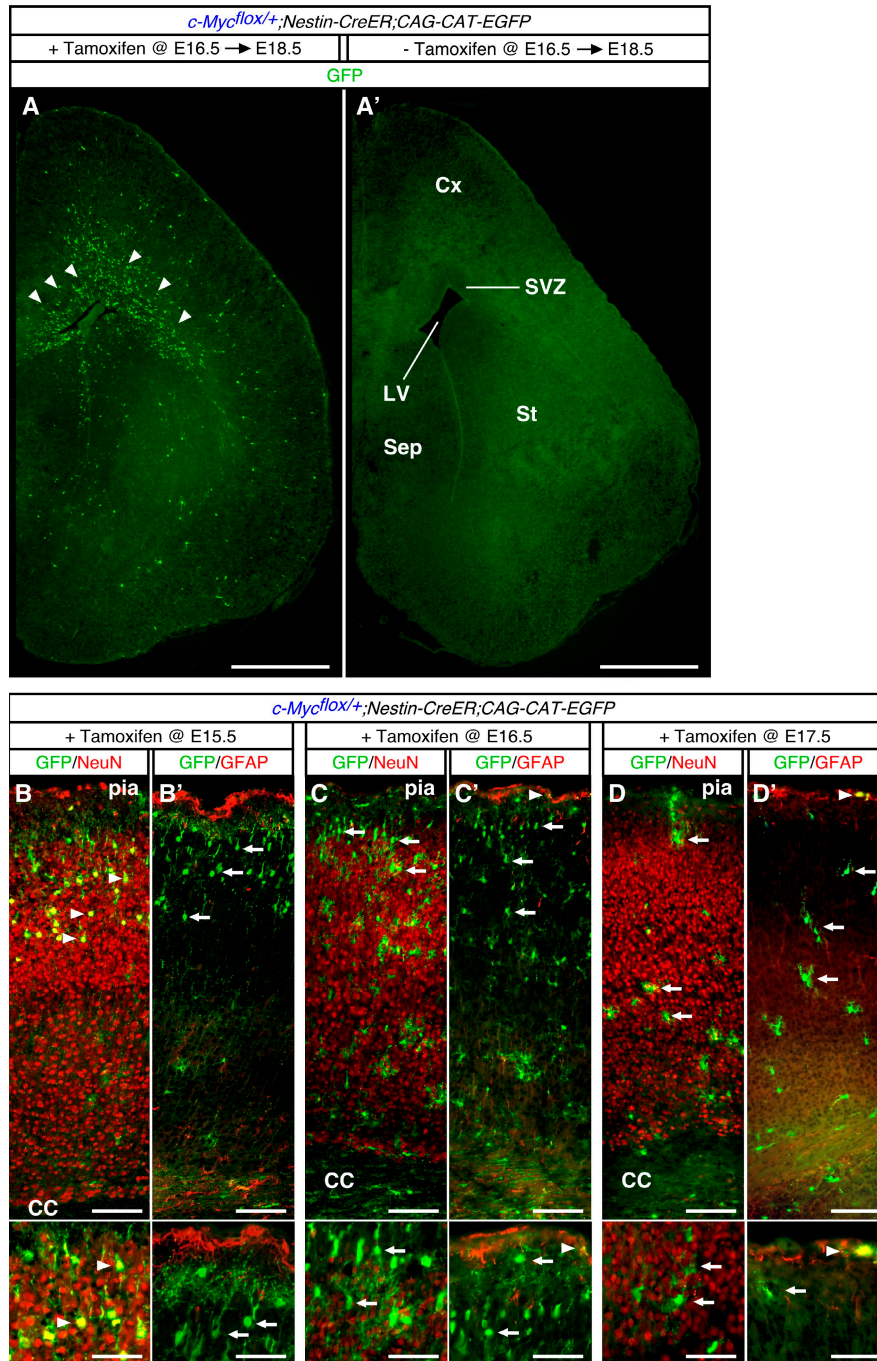 c-Mycflox/+;Nestin-CreER;CAG-CAT-EGFP
+ Tamoxifen @ E16.5 → E18.5
- Tamoxifen @ E16.5 → E18.5
GFP
A
A'
Cx
SVZ
LV
St
Sep
c-Mycflox/+;Nestin-CreER;CAG-CAT-EGFP
+ Tamoxifen @ E15.5
+ Tamoxifen @ E16.5
+ Tamoxifen @ E17.5
GFP/NeuN
GFP/GFAP
GFP/NeuN
GFP/GFAP
GFP/NeuN
GFP/GFAP
B
pia
B'
C
pia
C'
D
pia
D'
CC
CC
CC